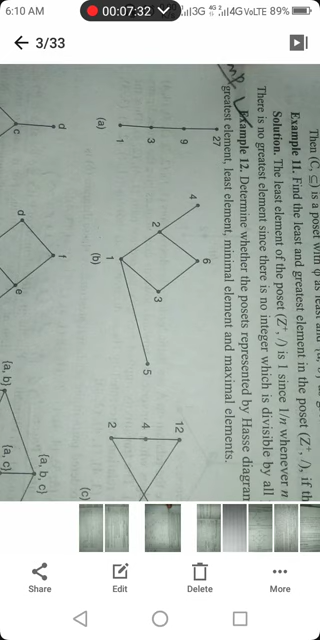 6:10 AM
00:07:32
3G 4G 4G VoLTE 89%
3/33
Then (C, ⊆) is a poset with φ as least and
Example 11. Find the least and greatest element in the poset (Z⁺, /), if th
Solution. The least element of the poset (Z⁺, /) is 1 since 1/n whenever n
There is no greatest element since there is no integer which is divisible by all
Example 12. Determine whether the posets represented by Hasse diagram
greatest element, least element, minimal element and maximal elements.
27
9
3
1
(a)
4
6
2
3
1
5
(b)
12
4
2
(c)
d
c
f
d
e
{a, b, c}
{a, b}
{a, c}
Share
Edit
Delete
More